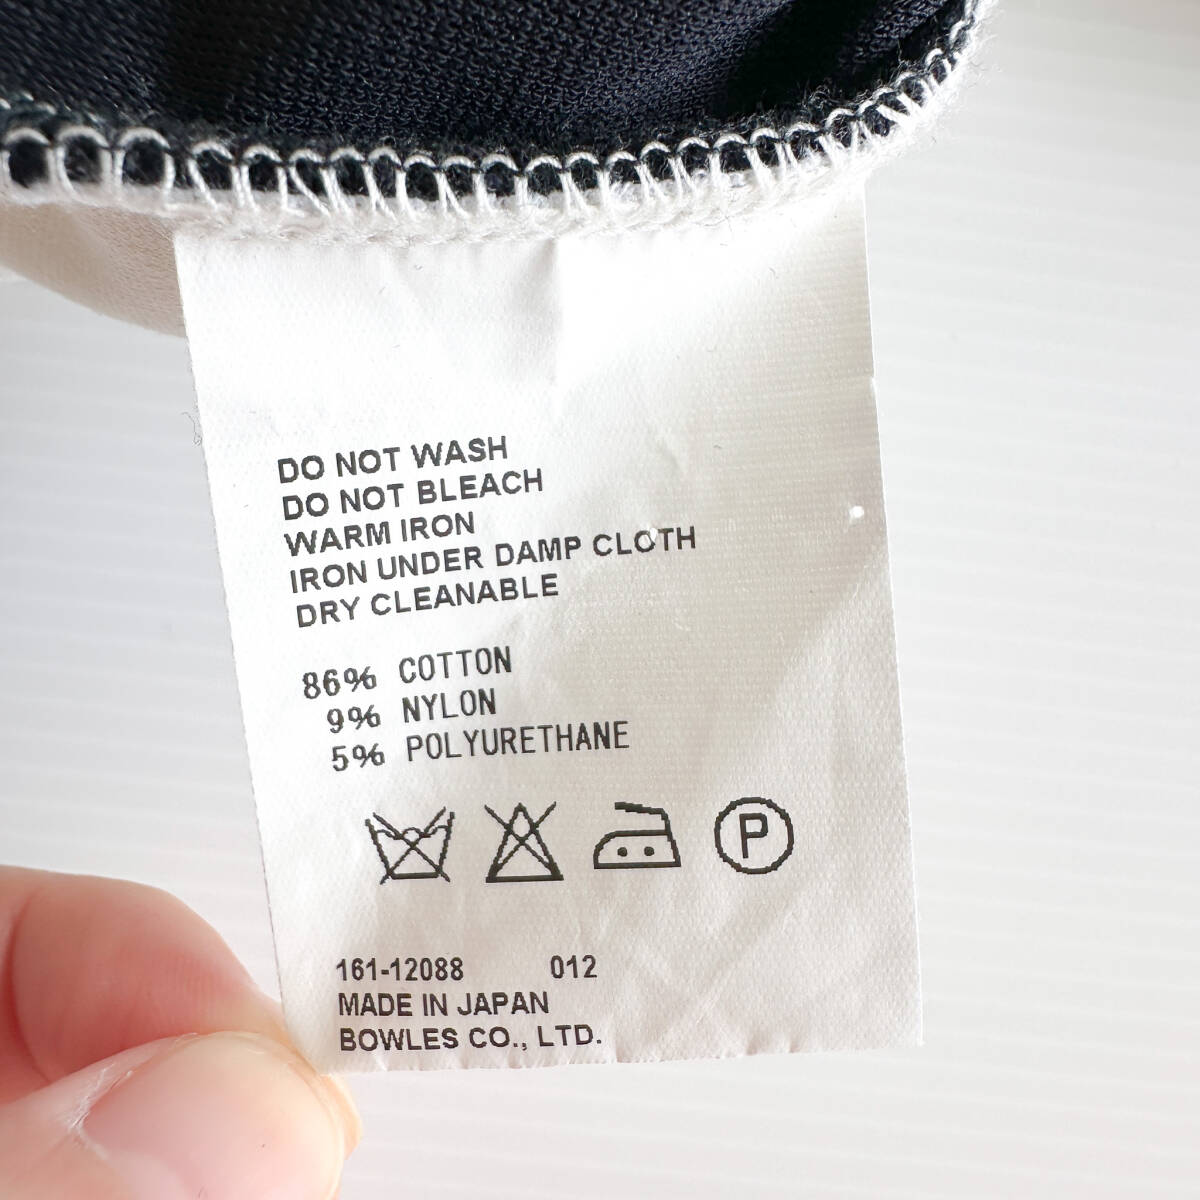 DO NOT WASH
DO NOT BLEACH
WARM IRON
IRON UNDER DAMP CLOTH
DRY CLEANABLE
86% COTTON
9% NYLON
5% POLYURETHANE
P
161-12088 012
MADE IN JAPAN
BOWLES CO., LTD.